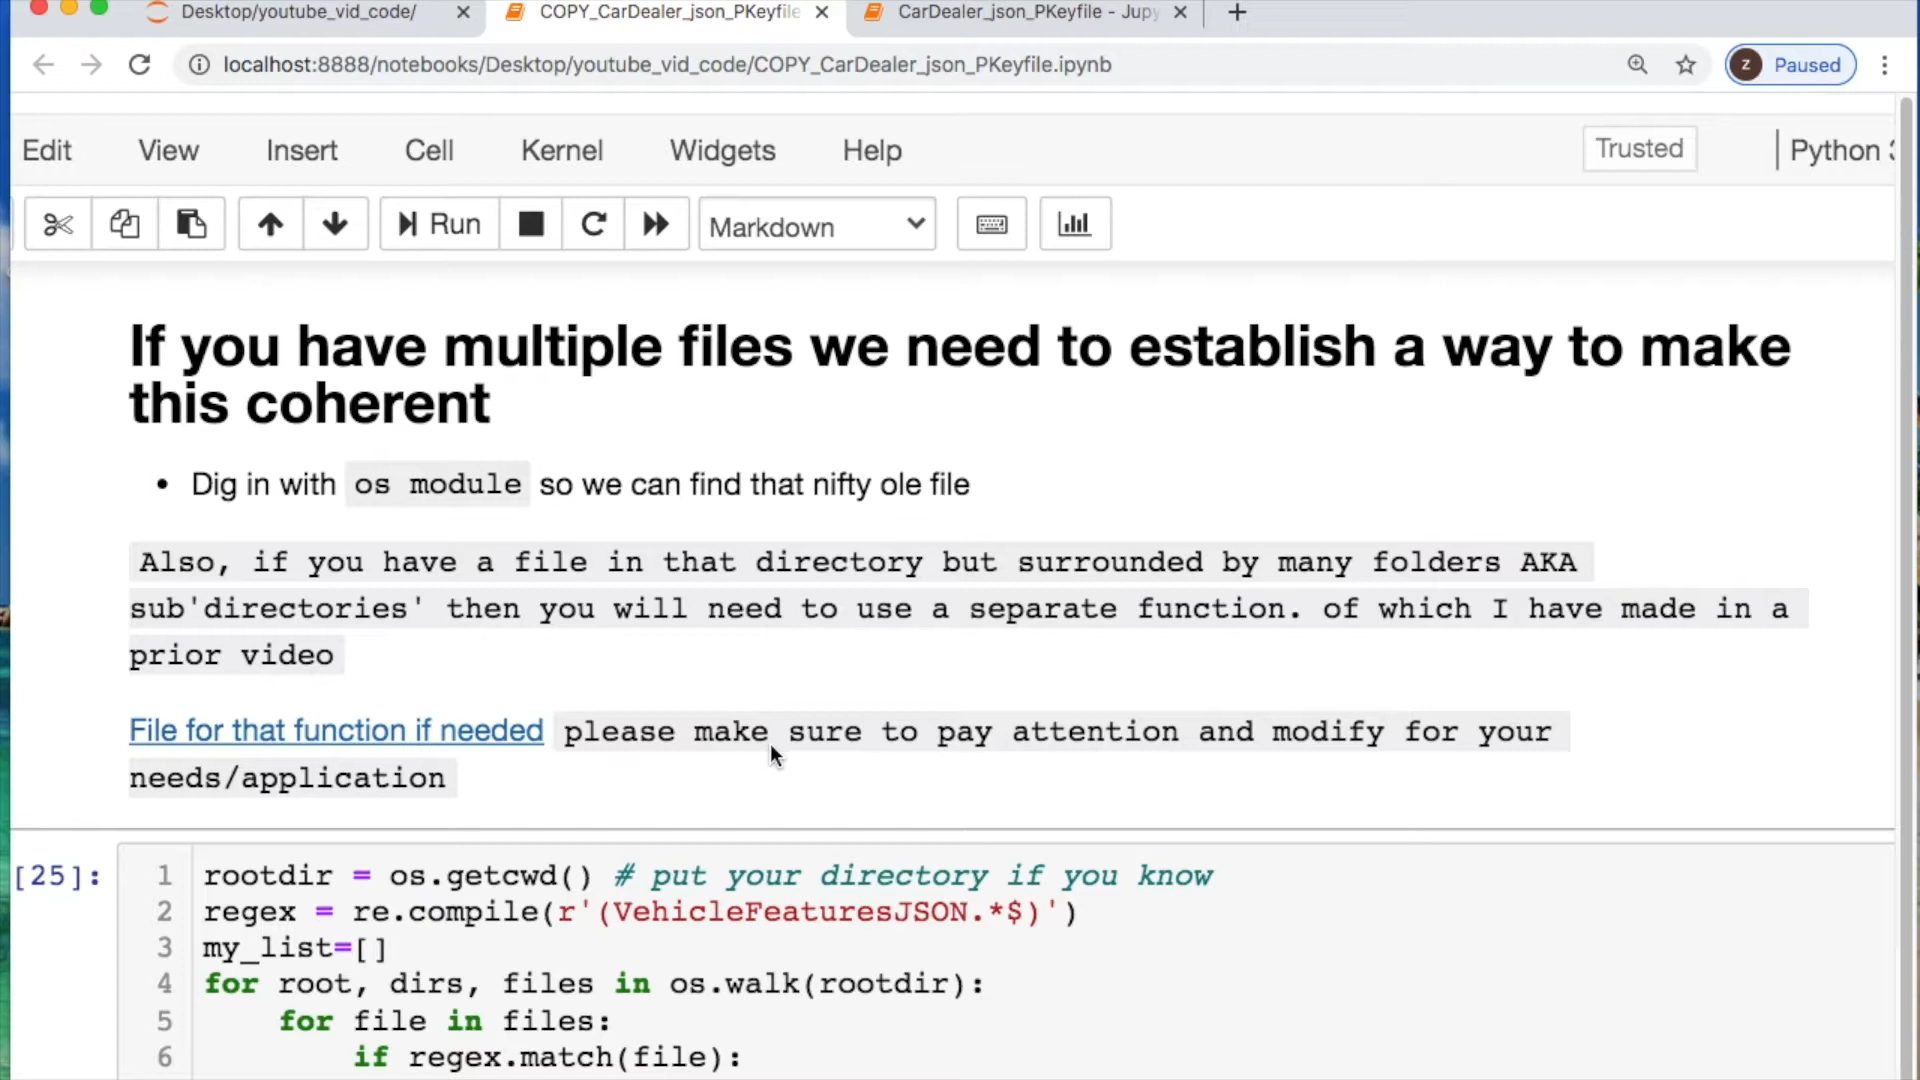 Desktop/youtube_vid_code/
COPY_CarDealer_json_PKeyfile
CarDealer_json_PKeyfile - Jupy
localhost:8888/notebooks/Desktop/youtube_vid_code/COPY_CarDealer_json_PKeyfile.ipynb
z Paused
Edit View Insert Cell Kernel Widgets Help Trusted Python 3
Run Markdown
If you have multiple files we need to establish a way to make
this coherent
• Dig in with os module so we can find that nifty ole file
Also, if you have a file in that directory but surrounded by many folders AKA
sub'directories' then you will need to use a separate function. of which I have made in a
prior video
File for that function if needed please make sure to pay attention and modify for your
needs/application
[25]:
1 rootdir = os.getcwd() # put your directory if you know
2 regex = re.compile(r'(VehicleFeaturesJSON.*$)')
3 my_list=[]
4 for root, dirs, files in os.walk(rootdir):
5 for file in files:
6 if regex.match(file):